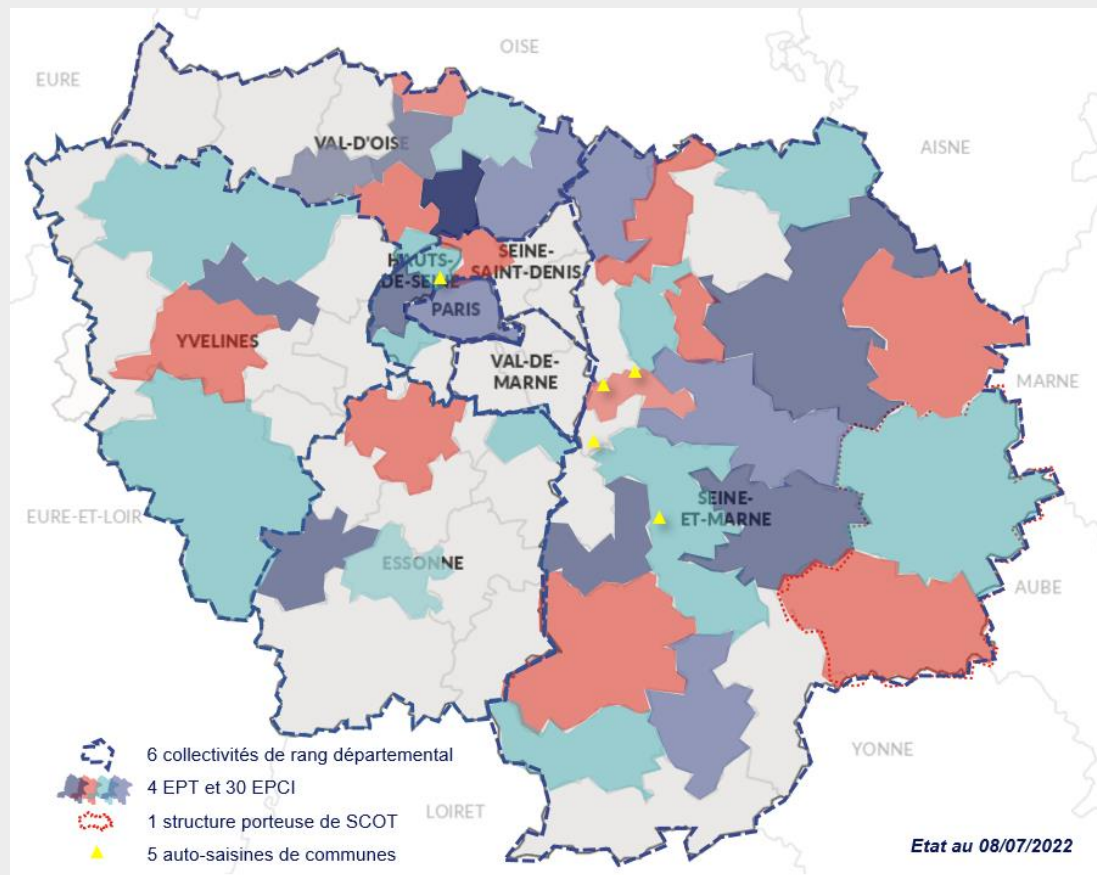 OISE
EURE
VAL-D'OISE
AISNE
HAUTS-
DE-SEINE
SEINE-
SAINT-DENIS
PARIS
YVELINES
VAL-DE-
MARNE
MARNE
EURE-ET-LOIR
SEINE-
ET-MARNE
ESSONNE
AUBE
YONNE
LOIRET
6 collectivités de rang départemental
4 EPT et 30 EPCI
1 structure porteuse de SCOT
5 auto-saisines de communes
Etat au 08/07/2022